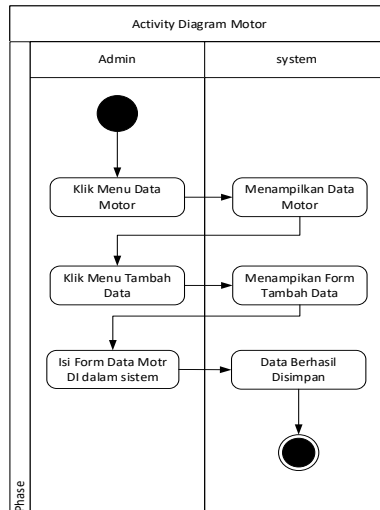 Activity Diagram Motor
Admin
system
Klik Menu Data
Motor
Menampilkan Data
Motor
Klik Menu Tambah
Data
Menampikan Form
Tambah Data
Isi Form Data Motr
DI dalam sistem
Data Berhasil
Disimpan
Phase